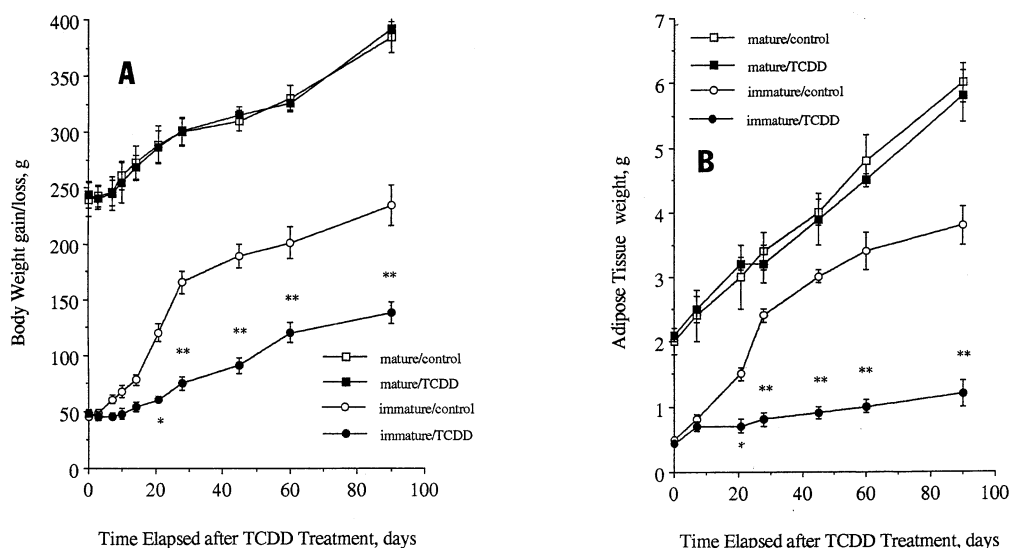 400
350
300
250
200
150
100
50
0
Body Weight gain/loss, g
A
**
**
**
**
*
mature/control
mature/TCDD
immature/control
immature/TCDD
0 20 40 60 80 100
Time Elapsed after TCDD Treatment, days
7
6
5
4
3
2
1
0
Adipose Tissue weight, g
mature/control
mature/TCDD
immature/control
immature/TCDD
B
**
**
**
**
*
0 20 40 60 80 100
Time Elapsed after TCDD Treatment, days